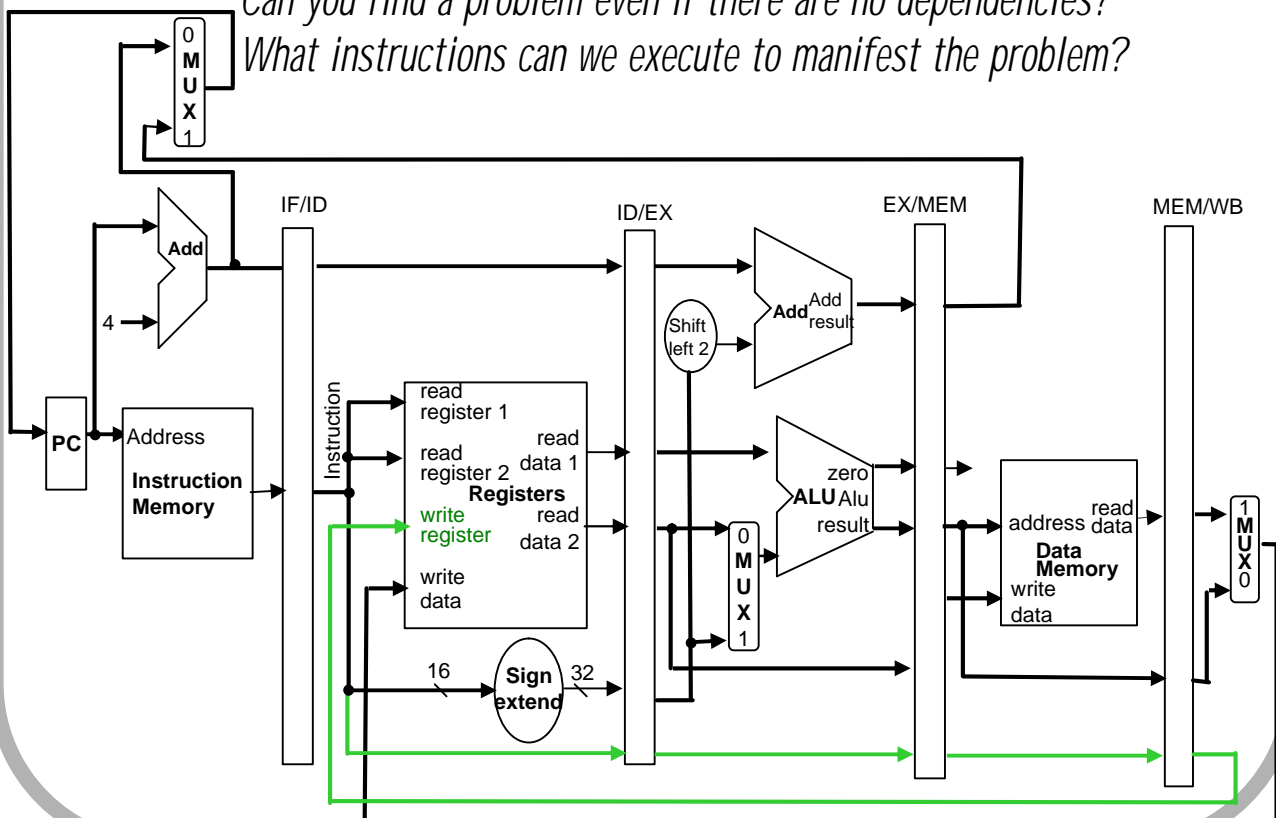 Can you find a problem even if there are no dependencies?
What instructions can we execute to manifest the problem?
0
M
U
X
1
Add
4
IF/ID
ID/EX
EX/MEM
MEM/WB
PC
Address
Instruction
Memory
Instruction
read
register 1
read
register 2
Registers
write
register
write
data
read
data 1
read
data 2
16
Sign
extend
32
Shift
left 2
Add
Add
result
0
M
U
X
1
zero
ALU
Alu
result
address
read
data
Data
Memory
write
data
1
M
U
X
0